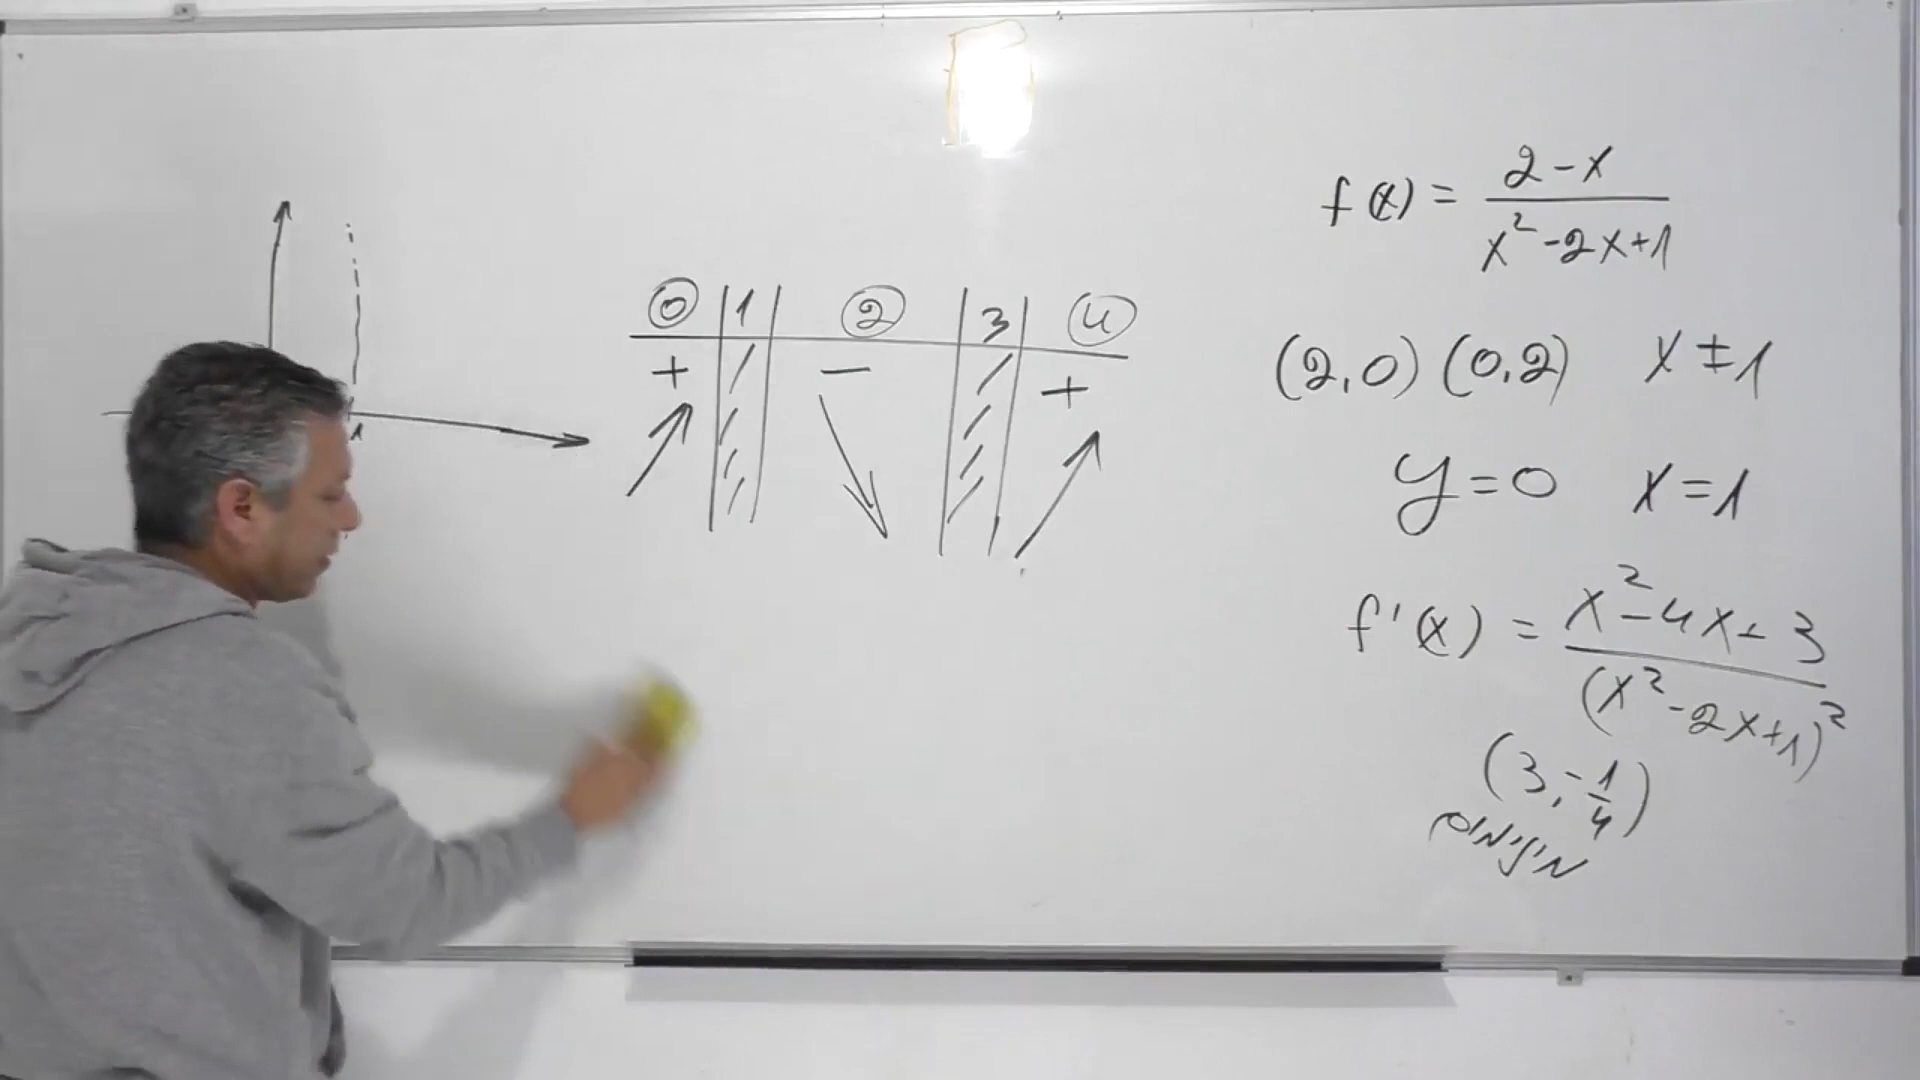 f(x) = (2-x)/(x²-2x+1)
(2,0) (0,2) x≠1
y=0 x=1
f'(x) = (x²-4x+3)/(x²-2x+1)²
(3,-1/4)
0 1 2 3 4
+ - +
1